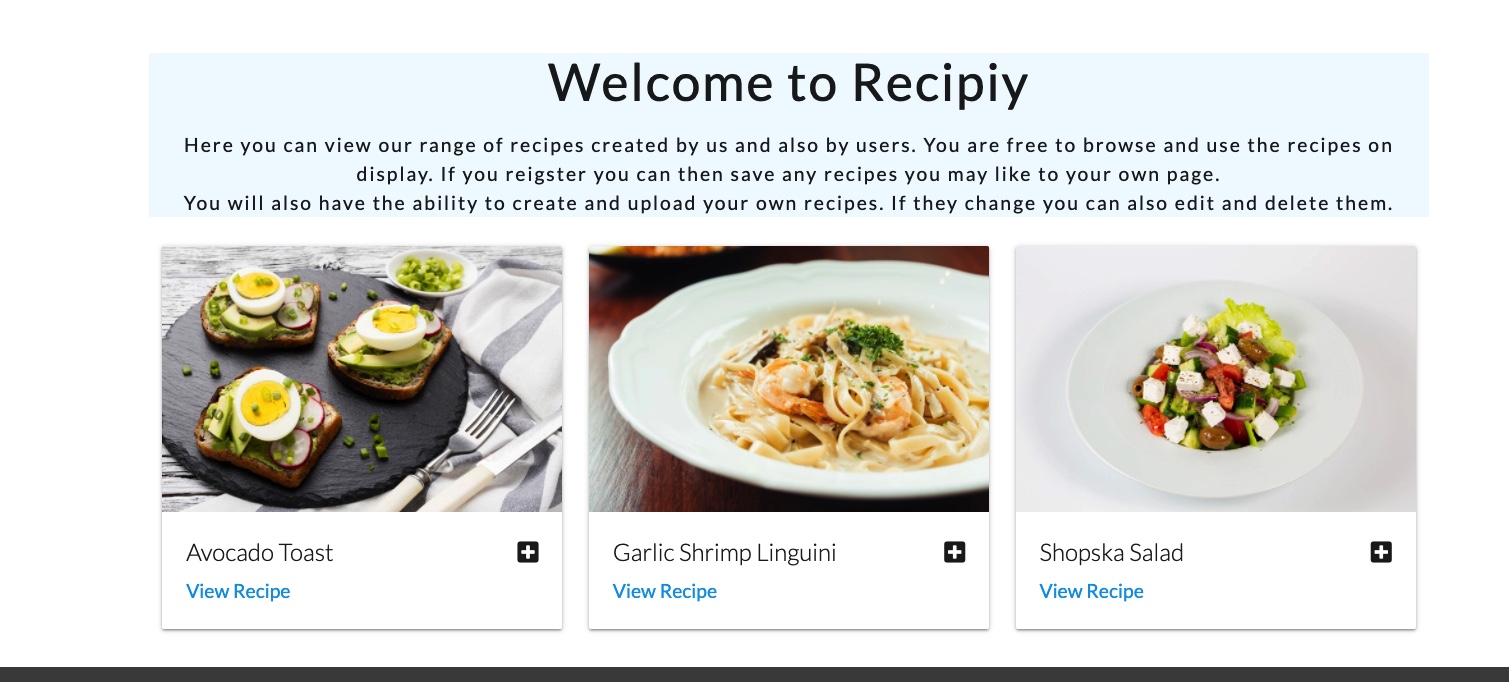 Welcome to Recipiy
Here you can view our range of recipes created by us and also by users. You are free to browse and use the recipes on
display. If you reigster you can then save any recipes you may like to your own page.
You will also have the ability to create and upload your own recipes. If they change you can also edit and delete them.
Avocado Toast
View Recipe
Garlic Shrimp Linguini
View Recipe
Shopska Salad
View Recipe